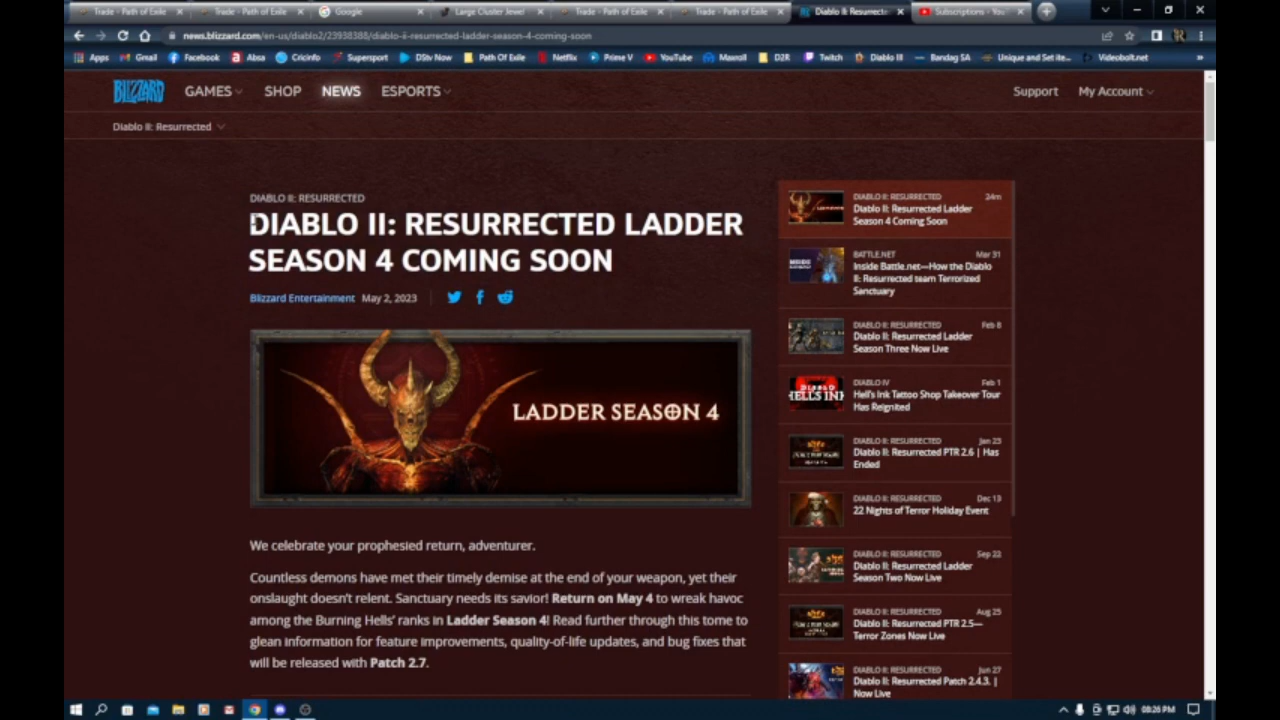 Trade - Path of Exile
Trade - Path of Exile
Google
Large Cluster Jewel
Trade - Path of Exile
Trade - Path of Exile
Diablo II: Resurrect
Subscriptions - You
news.blizzard.com/en-us/diablo2/23938388/diablo-ii-resurrected-ladder-season-4-coming-soon
Apps Gmail Facebook Absa Cricinfo Supersport DStv Now Path Of Exile Netflix Prime V YouTube Maxroll D2R Twitch Diablo III Bandag SA Unique and Set ite... Videobolt.net »
BLIZZARD GAMES SHOP NEWS ESPORTS Support My Account
Diablo II: Resurrected
DIABLO II: RESURRECTED
DIABLO II: RESURRECTED LADDER
SEASON 4 COMING SOON
Blizzard Entertainment May 2, 2023
LADDER SEASON 4
We celebrate your prophesied return, adventurer.
Countless demons have met their timely demise at the end of your weapon, yet their
onslaught doesn't relent. Sanctuary needs its savior! Return on May 4 to wreak havoc
among the Burning Hells' ranks in Ladder Season 4! Read further through this tome to
glean information for feature improvements, quality-of-life updates, and bug fixes that
will be released with Patch 2.7.
DIABLO II: RESURRECTED 24m
Diablo II: Resurrected Ladder
Season 4 Coming Soon
BATTLE.NET Mar 31
Inside Battle.net—How the Diablo
II: Resurrected team Terrorized
Sanctuary
DIABLO II: RESURRECTED Feb 8
Diablo II: Resurrected Ladder
Season Three Now Live
DIABLO IV Feb 1
Hell's Ink Tattoo Shop Takeover Tour
Has Reignited
DIABLO II: RESURRECTED Jan 23
Diablo II: Resurrected PTR 2.6 | Has
Ended
DIABLO II: RESURRECTED Dec 13
22 Nights of Terror Holiday Event
DIABLO II: RESURRECTED Sep 22
Diablo II: Resurrected Ladder
Season Two Now Live
DIABLO II: RESURRECTED Aug 25
Diablo II: Resurrected PTR 2.5—
Terror Zones Now Live
DIABLO II: RESURRECTED Jun 27
Diablo II: Resurrected Patch 2.4.3. |
Now Live
08:26 PM